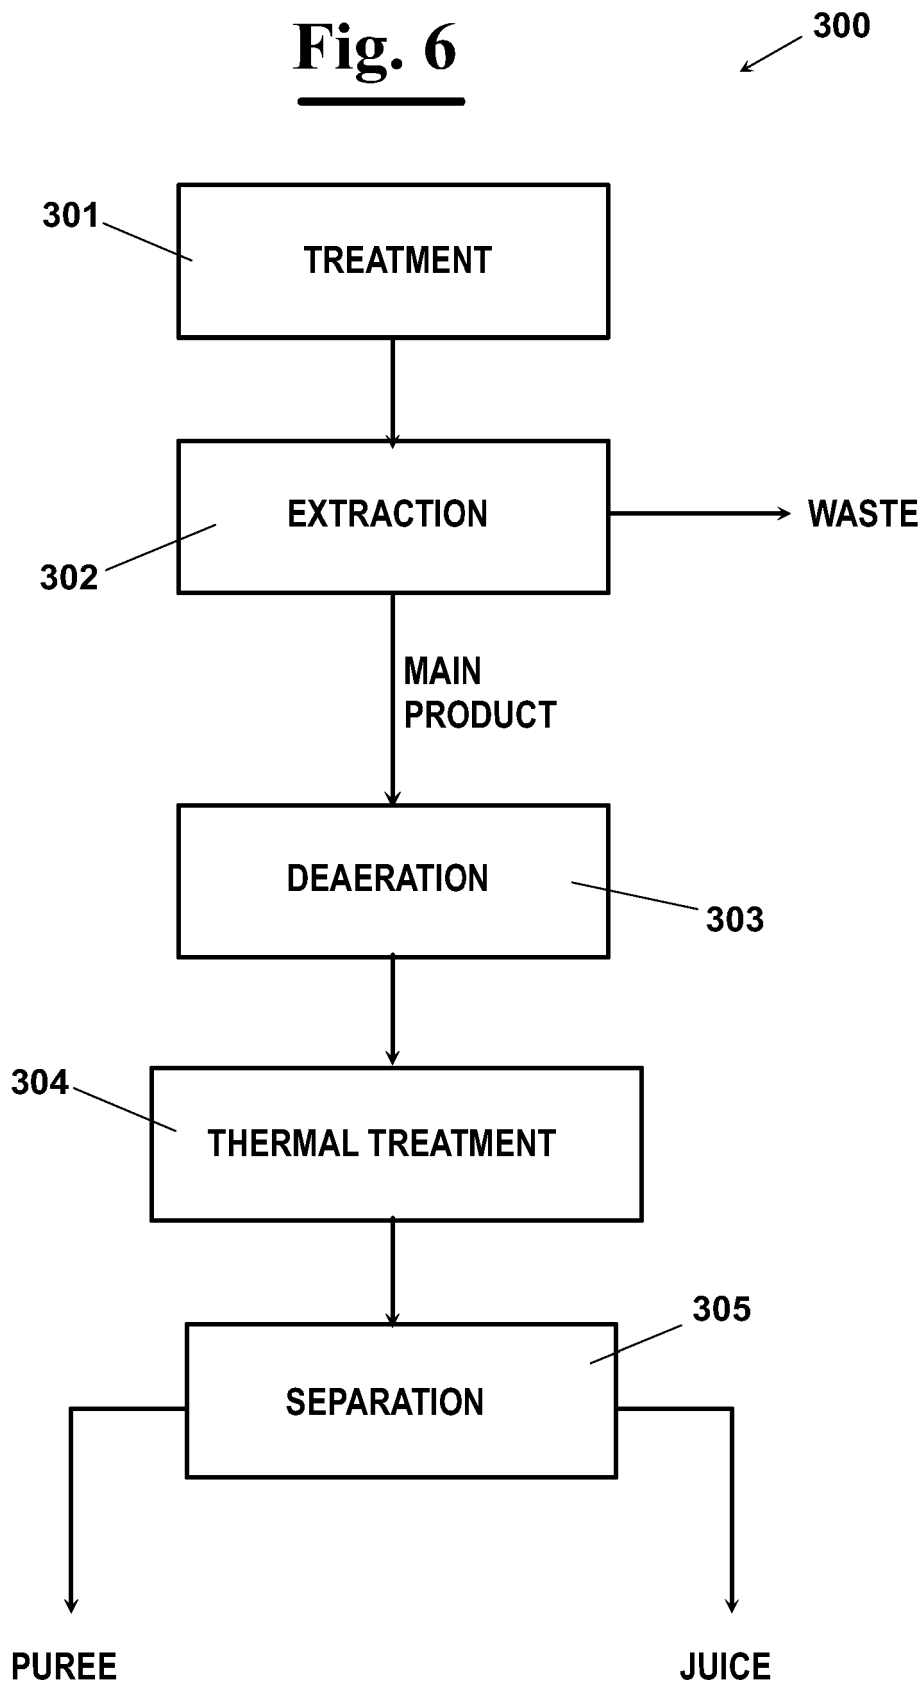 Fig. 6
300
301
TREATMENT
EXTRACTION
WASTE
302
MAIN
PRODUCT
DEAERATION
303
304
THERMAL TREATMENT
305
SEPARATION
PUREE
JUICE